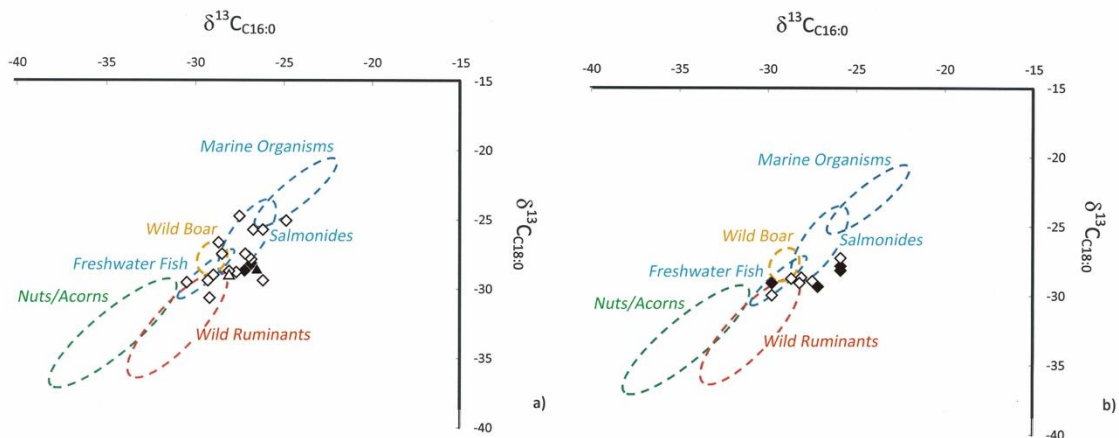 δ13CC16:0
-40 -35 -30 -25 -20 -15
-15
-20
-25
-30
-35
-40
δ13CC18:0
Marine Organisms
Wild Boar
Salmonides
Freshwater Fish
Nuts/Acorns
Wild Ruminants
a)
δ13CC16:0
-40 -35 -30 -25 -20 -15
-15
-20
-25
-30
-35
-40
δ13CC18:0
Marine Organisms
Wild Boar
Salmonides
Freshwater Fish
Nuts/Acorns
Wild Ruminants
b)